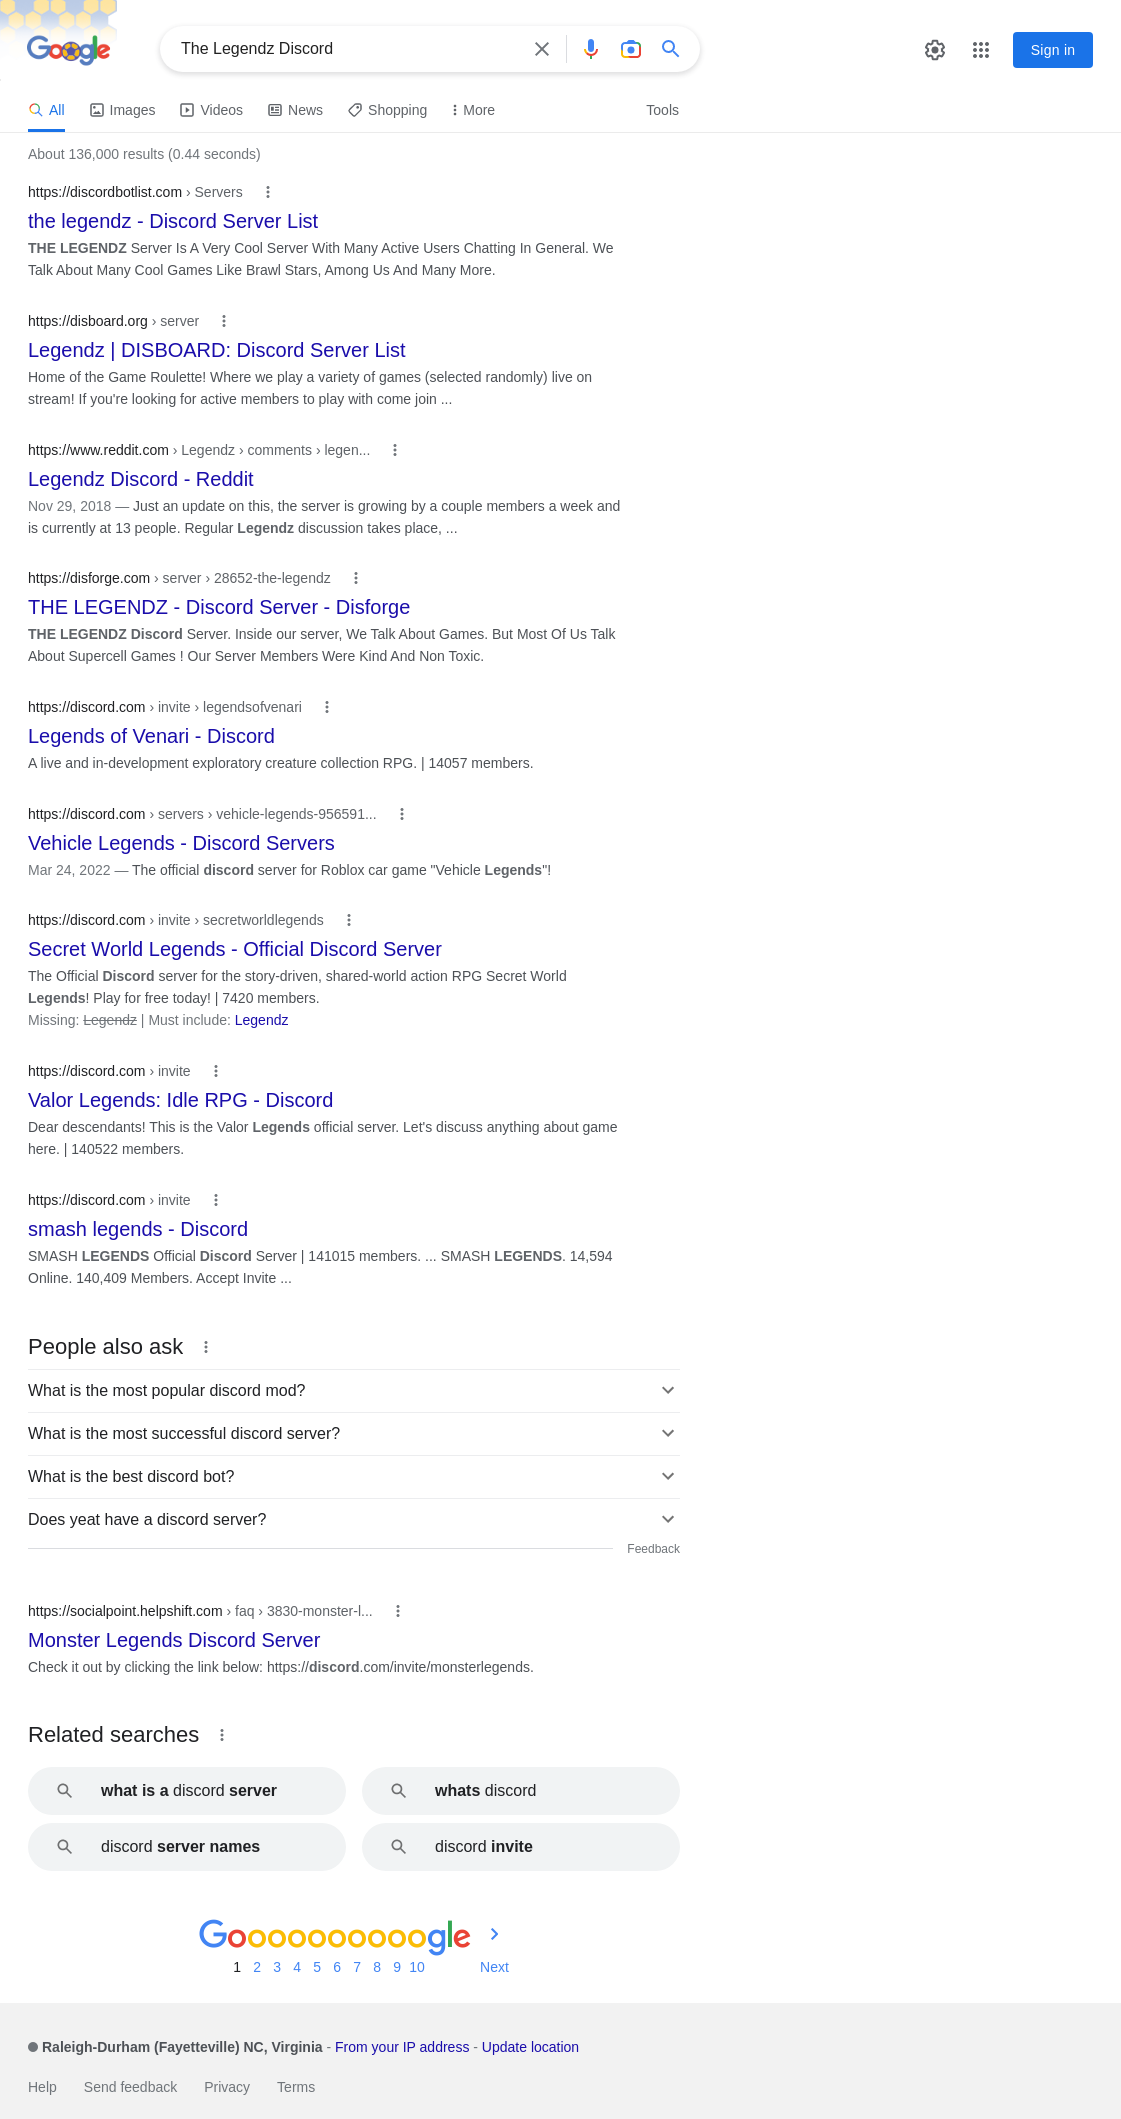 Google
The Legendz Discord
Sign in
All
Images
Videos
News
Shopping
More
Tools
About 136,000 results (0.44 seconds)
https://discordbotlist.com › Servers
the legendz - Discord Server List
THE LEGENDZ Server Is A Very Cool Server With Many Active Users Chatting In General. We
Talk About Many Cool Games Like Brawl Stars, Among Us And Many More.
https://disboard.org › server
Legendz | DISBOARD: Discord Server List
Home of the Game Roulette! Where we play a variety of games (selected randomly) live on
stream! If you're looking for active members to play with come join ...
https://www.reddit.com › Legendz › comments › legen...
Legendz Discord - Reddit
Nov 29, 2018 — Just an update on this, the server is growing by a couple members a week and
is currently at 13 people. Regular Legendz discussion takes place, ...
https://disforge.com › server › 28652-the-legendz
THE LEGENDZ - Discord Server - Disforge
THE LEGENDZ Discord Server. Inside our server, We Talk About Games. But Most Of Us Talk
About Supercell Games ! Our Server Members Were Kind And Non Toxic.
https://discord.com › invite › legendsofvenari
Legends of Venari - Discord
A live and in-development exploratory creature collection RPG. | 14057 members.
https://discord.com › servers › vehicle-legends-956591...
Vehicle Legends - Discord Servers
Mar 24, 2022 — The official discord server for Roblox car game "Vehicle Legends"!
https://discord.com › invite › secretworldlegends
Secret World Legends - Official Discord Server
The Official Discord server for the story-driven, shared-world action RPG Secret World
Legends! Play for free today! | 7420 members.
Missing: Legendz | Must include: Legendz
https://discord.com › invite
Valor Legends: Idle RPG - Discord
Dear descendants! This is the Valor Legends official server. Let's discuss anything about game
here. | 140522 members.
https://discord.com › invite
smash legends - Discord
SMASH LEGENDS Official Discord Server | 141015 members. ... SMASH LEGENDS. 14,594
Online. 140,409 Members. Accept Invite ...
People also ask
What is the most popular discord mod?
What is the most successful discord server?
What is the best discord bot?
Does yeat have a discord server?
Feedback
https://socialpoint.helpshift.com › faq › 3830-monster-l...
Monster Legends Discord Server
Check it out by clicking the link below: https://discord.com/invite/monsterlegends.
Related searches
what is a discord server
whats discord
discord server names
discord invite
Goooooooooogle
1 2 3 4 5 6 7 8 9 10 Next
Raleigh-Durham (Fayetteville) NC, Virginia - From your IP address - Update location
Help Send feedback Privacy Terms